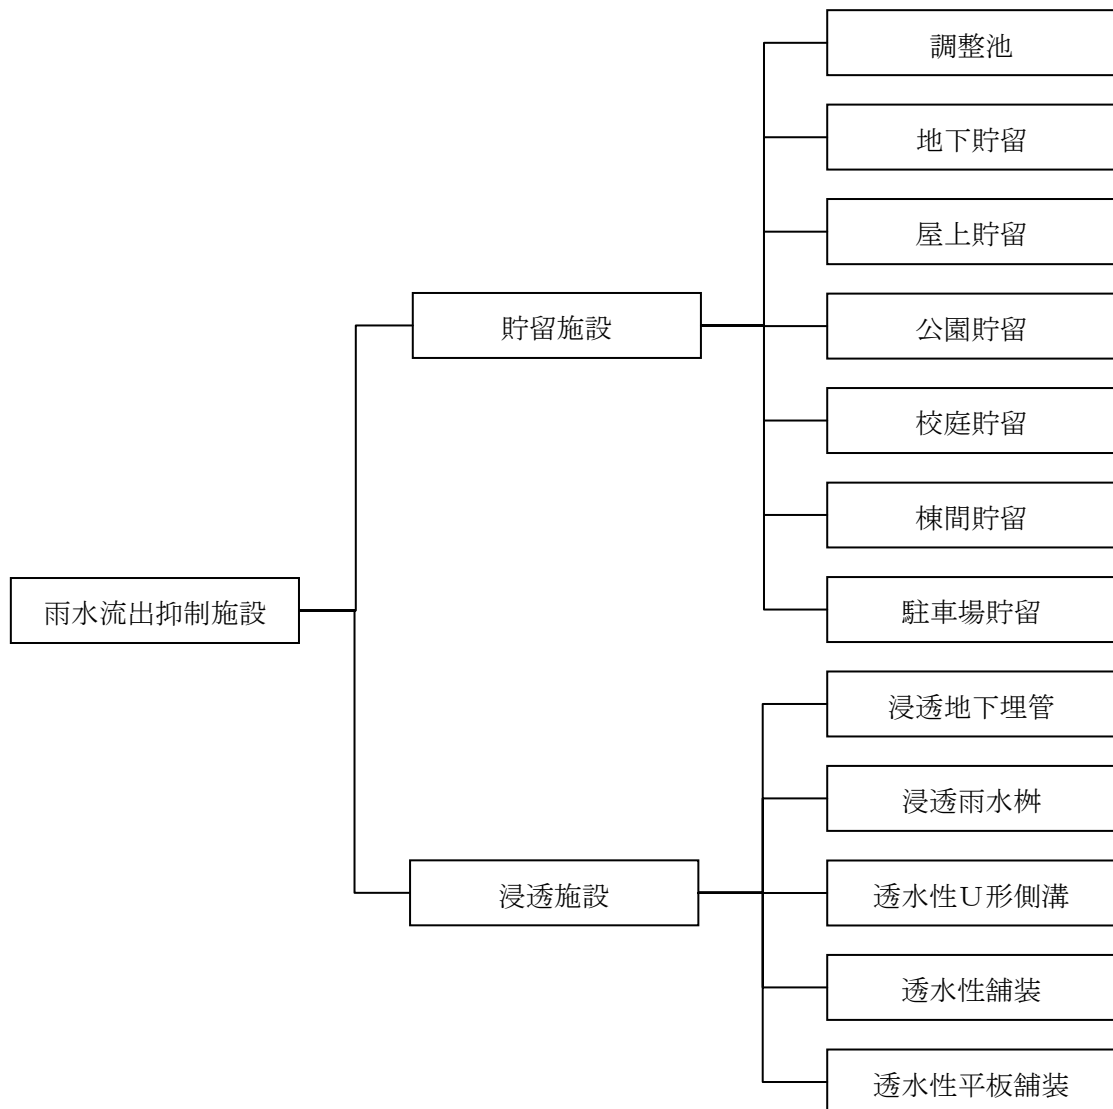 雨水流出抑制施設
貯留施設
調整池
地下貯留
屋上貯留
公園貯留
校庭貯留
棟間貯留
駐車場貯留
浸透施設
浸透地下埋管
浸透雨水桝
透水性Ｕ形側溝
透水性舗装
透水性平板舗装